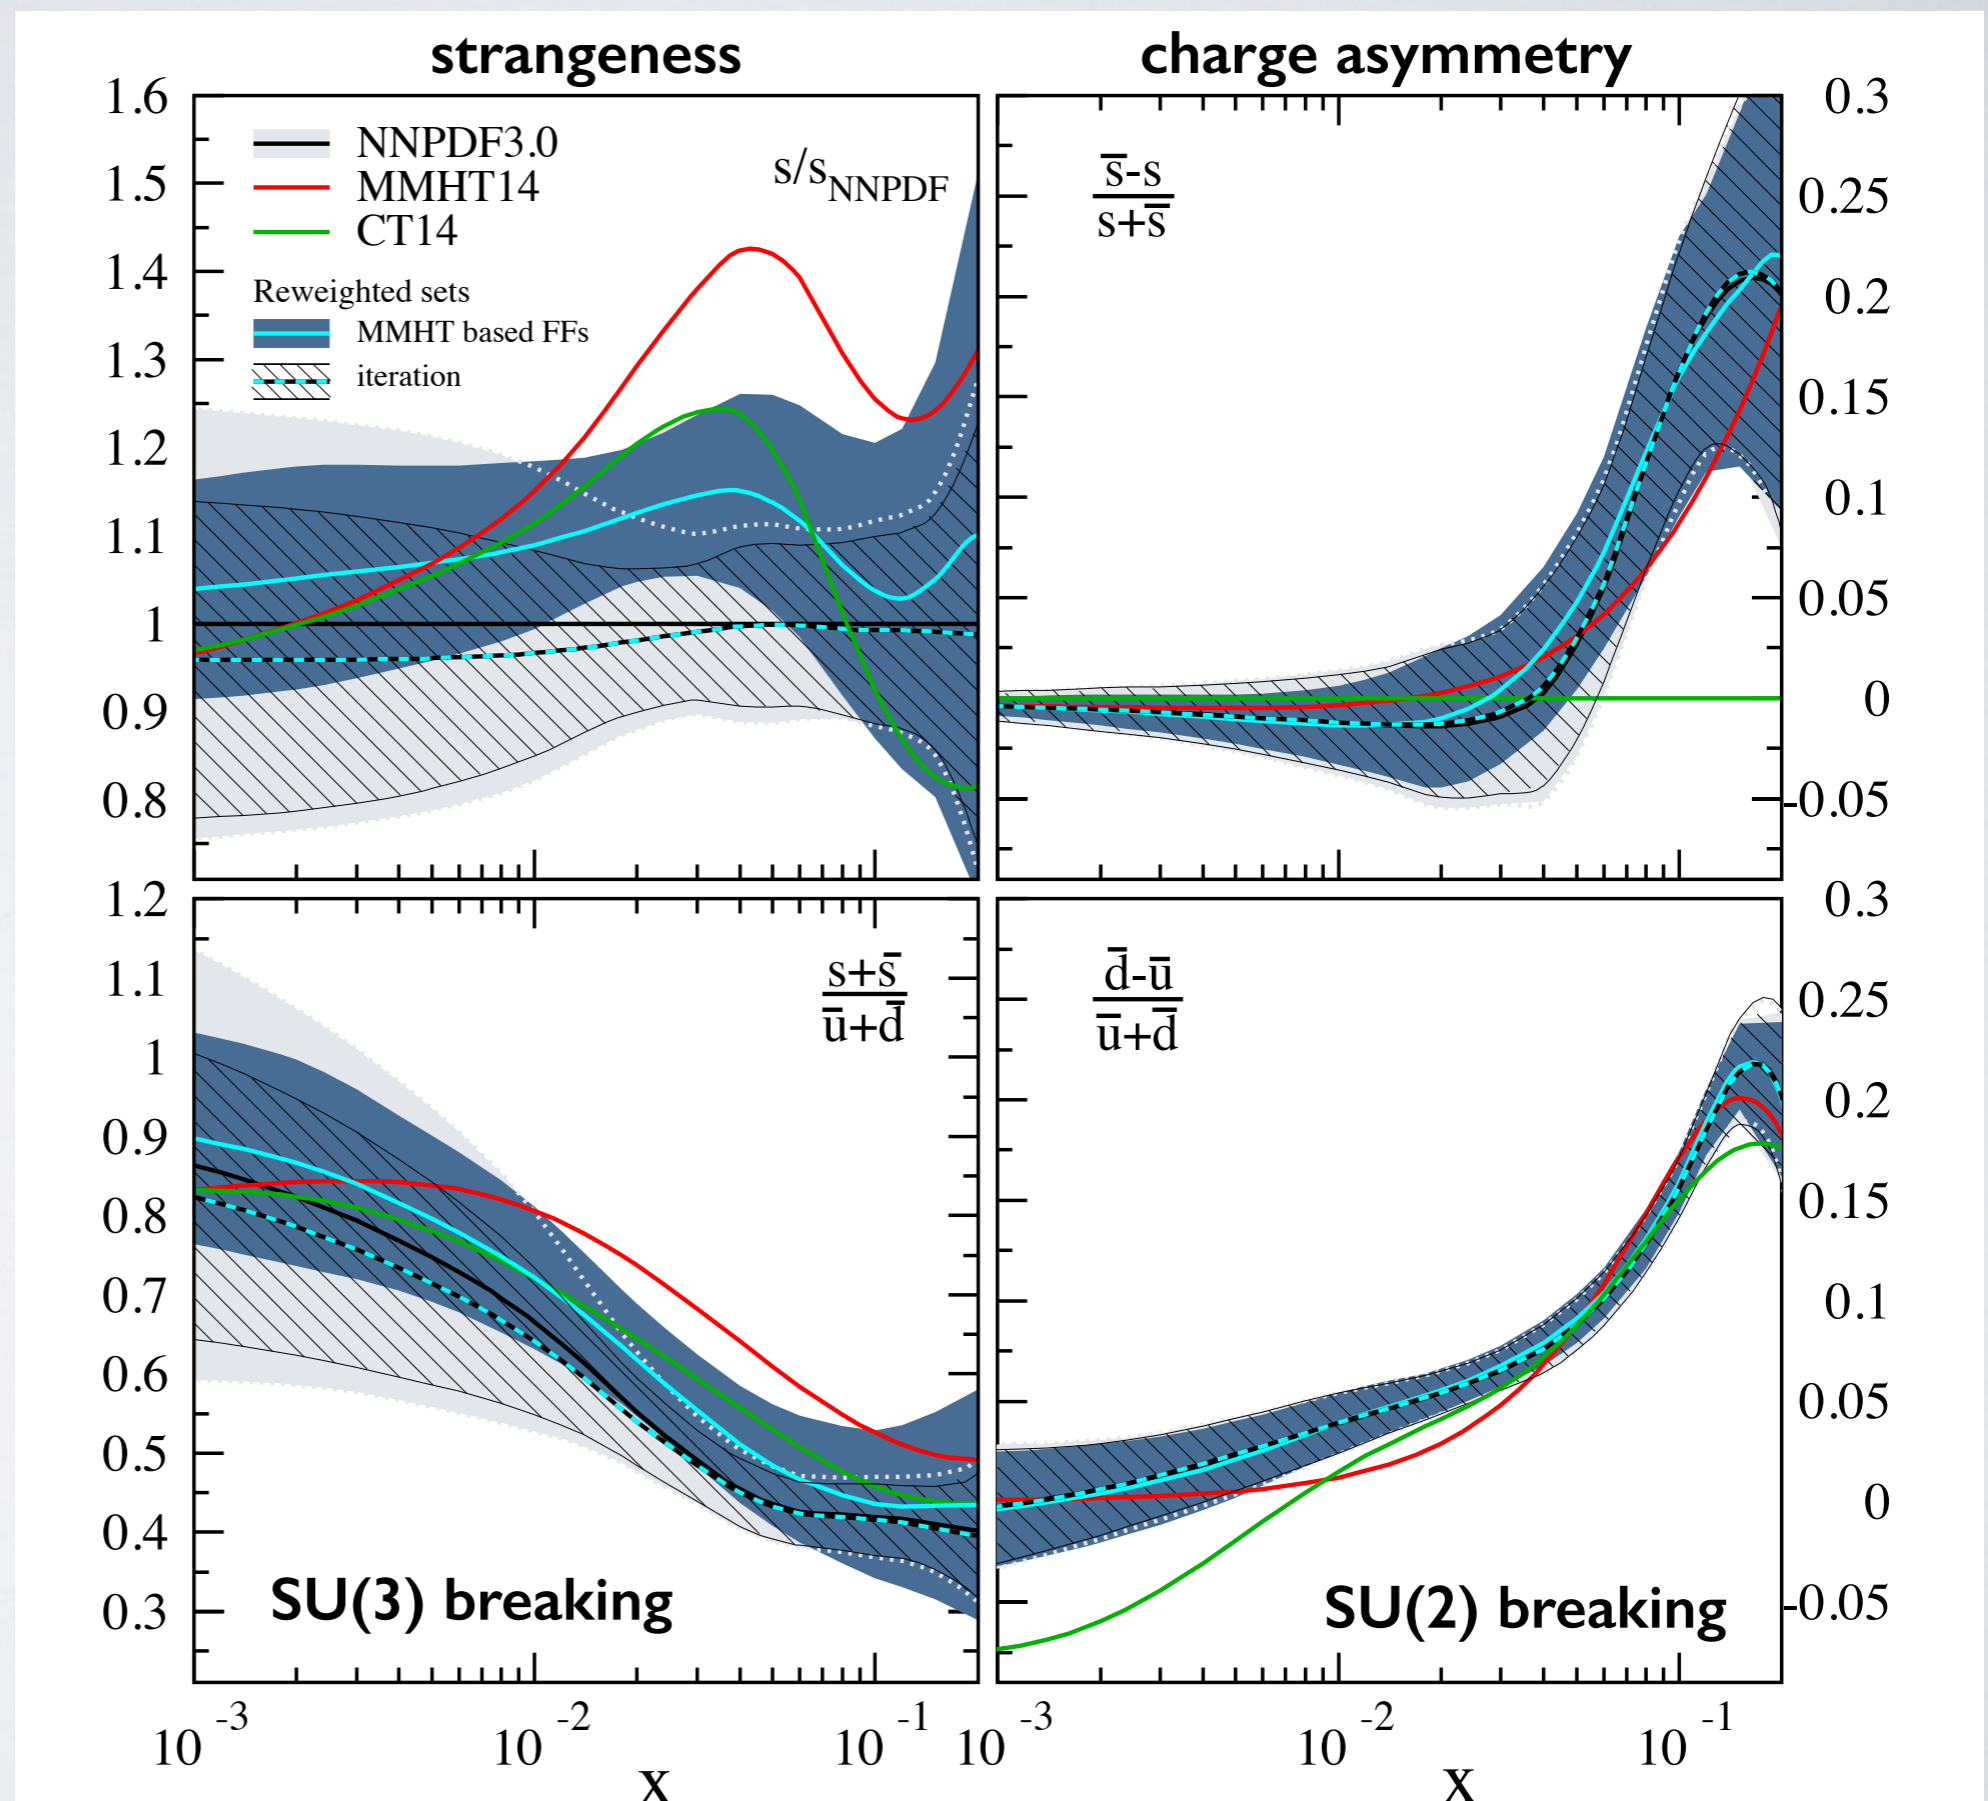 strangeness
charge asymmetry
1.6
1.5
1.4
1.3
1.2
1.1
1
0.9
0.8
NNPDF3.0
MMHT14
CT14
Reweighted sets
MMHT based FFs
iteration
s/s_NNPDF
s̄-s
s+s̄
0.3
0.25
0.2
0.15
0.1
0.05
0
-0.05
1.2
1.1
1
0.9
0.8
0.7
0.6
0.5
0.4
0.3
s+s̄
ū+d̄
SU(3) breaking
d̄-ū
ū+d̄
SU(2) breaking
0.3
0.25
0.2
0.15
0.1
0.05
0
-0.05
10^-3
10^-2
10^-1
10^-3
10^-2
10^-1
x
x